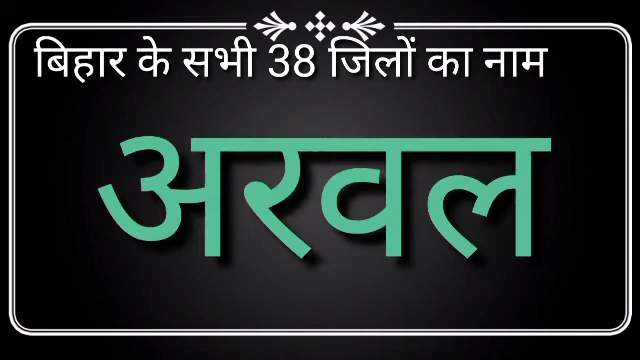 बिहार के सभी 38 जिलों का नाम
अरवल